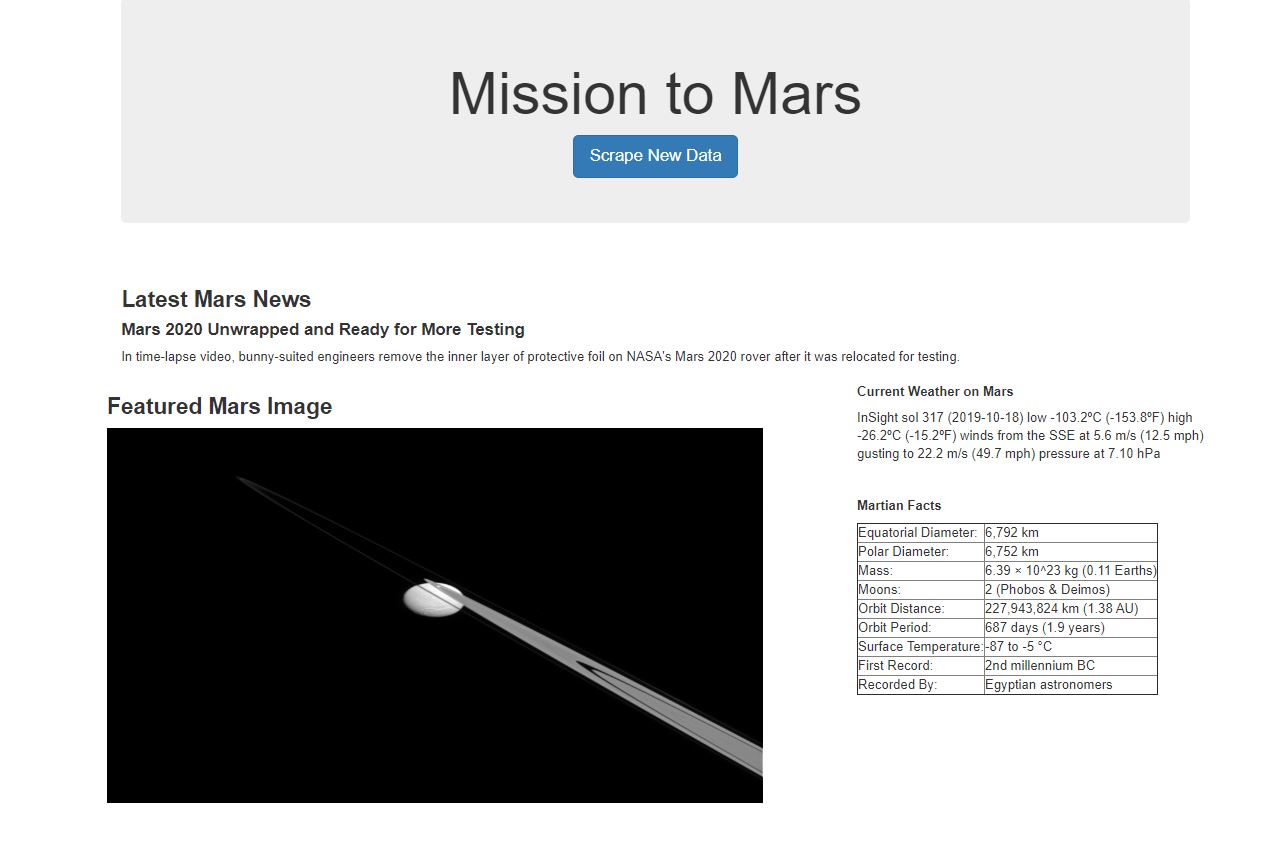 Mission to Mars
Scrape New Data
Latest Mars News
Mars 2020 Unwrapped and Ready for More Testing
In time-lapse video, bunny-suited engineers remove the inner layer of protective foil on NASA's Mars 2020 rover after it was relocated for testing.
Featured Mars Image
Current Weather on Mars
InSight sol 317 (2019-10-18) low -103.2ºC (-153.8ºF) high
-26.2ºC (-15.2ºF) winds from the SSE at 5.6 m/s (12.5 mph)
gusting to 22.2 m/s (49.7 mph) pressure at 7.10 hPa
Martian Facts
Equatorial Diameter: 6,792 km
Polar Diameter: 6,752 km
Mass: 6.39 × 10^23 kg (0.11 Earths)
Moons: 2 (Phobos & Deimos)
Orbit Distance: 227,943,824 km (1.38 AU)
Orbit Period: 687 days (1.9 years)
Surface Temperature: -87 to -5 °C
First Record: 2nd millennium BC
Recorded By: Egyptian astronomers